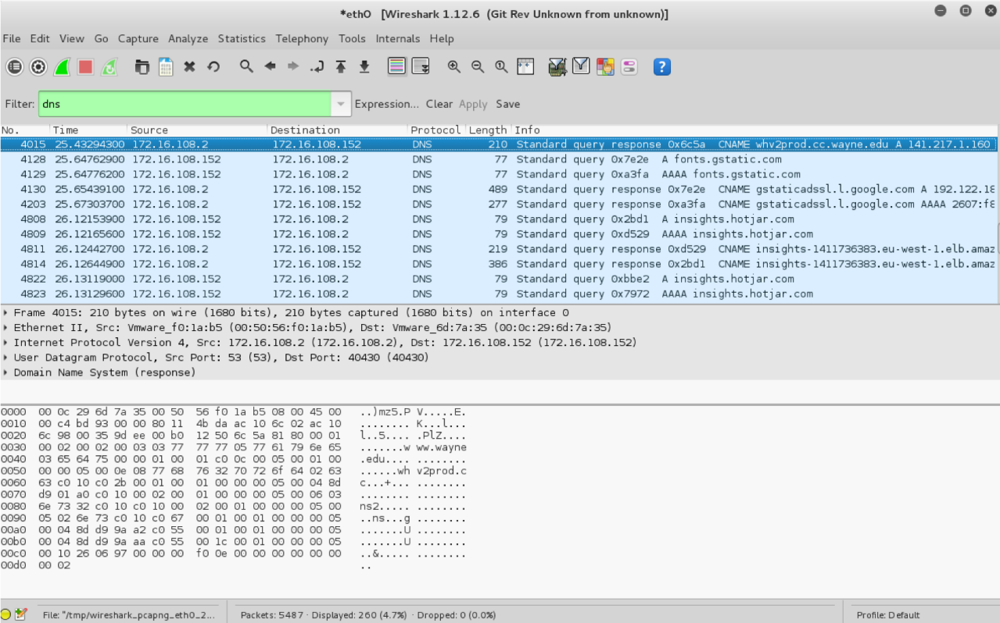 *ethO [Wireshark 1.12.6 (Git Rev Unknown from unknown)]
File Edit View Go Capture Analyze Statistics Telephony Tools Internals Help
Filter: dns Expression... Clear Apply Save
No. Time Source Destination Protocol Length Info
4015 25.43294300 172.16.108.2 172.16.108.152 DNS 210 Standard query response 0x6c5a CNAME whv2prod.cc.wayne.edu A 141.217.1.160
4128 25.64762900 172.16.108.152 172.16.108.2 DNS 77 Standard query 0x7e2e A fonts.gstatic.com
4129 25.64776200 172.16.108.152 172.16.108.2 DNS 77 Standard query 0xa3fa AAAA fonts.gstatic.com
4130 25.65439100 172.16.108.2 172.16.108.152 DNS 489 Standard query response 0x7e2e CNAME gstaticadssl.l.google.com A 192.122.18
4203 25.67303700 172.16.108.2 172.16.108.152 DNS 277 Standard query response 0xa3fa CNAME gstaticadssl.l.google.com AAAA 2607:f8
4808 26.12153900 172.16.108.152 172.16.108.2 DNS 79 Standard query 0x2bd1 A insights.hotjar.com
4809 26.12165600 172.16.108.152 172.16.108.2 DNS 79 Standard query 0xd529 AAAA insights.hotjar.com
4811 26.12442700 172.16.108.2 172.16.108.152 DNS 219 Standard query response 0xd529 CNAME insights-1411736383.eu-west-1.elb.amaz
4814 26.12644900 172.16.108.2 172.16.108.152 DNS 386 Standard query response 0x2bd1 CNAME insights-1411736383.eu-west-1.elb.amaz
4822 26.13119000 172.16.108.152 172.16.108.2 DNS 79 Standard query 0xbbe2 A insights.hotjar.com
4823 26.13129600 172.16.108.152 172.16.108.2 DNS 79 Standard query 0x7972 AAAA insights.hotjar.com
Frame 4015: 210 bytes on wire (1680 bits), 210 bytes captured (1680 bits) on interface 0
Ethernet II, Src: Vmware_f0:1a:b5 (00:50:56:f0:1a:b5), Dst: Vmware_6d:7a:35 (00:0c:29:6d:7a:35)
Internet Protocol Version 4, Src: 172.16.108.2 (172.16.108.2), Dst: 172.16.108.152 (172.16.108.152)
User Datagram Protocol, Src Port: 53 (53), Dst Port: 40430 (40430)
Domain Name System (response)
0000 00 0c 29 6d 7a 35 00 50 56 f0 1a b5 08 00 45 00 ..)mz5.P V.....E.
0010 00 c4 bd 93 00 00 80 11 4b da ac 10 6c 02 ac 10 ........ K...l...
0020 6c 98 00 35 9d ee 00 b0 12 50 6c 5a 81 80 00 01 l..5.... .PlZ....
0030 00 02 00 02 00 03 03 77 77 77 05 77 61 79 6e 65 .......w ww.wayne
0040 03 65 64 75 00 00 01 00 01 c0 0c 00 05 00 01 00 .edu.... ........
0050 00 00 05 00 0e 08 77 68 76 32 70 72 6f 64 02 63 ......wh v2prod.c
0060 63 c0 10 c0 2b 00 01 00 01 00 00 00 05 00 04 8d c...+... ........
0070 d9 01 a0 c0 10 00 02 00 01 00 00 00 05 00 06 03 ........ ........
0080 6e 73 32 c0 10 c0 10 00 02 00 01 00 00 00 05 00 ns2..... ........
0090 05 02 6e 73 c0 10 c0 67 00 01 00 01 00 00 00 05 ..ns...g ........
00a0 00 04 8d d9 9a a2 c0 55 00 01 00 01 00 00 00 05 .......U ........
00b0 00 04 8d d9 9a aa c0 55 00 1c 00 01 00 00 00 05 .......U ........
00c0 00 10 26 06 97 00 00 00 f0 0e 00 00 00 00 00 00 ..&..... ........
00d0 00 02 ..
File: "/tmp/wireshark_pcapng_eth0_2... Packets: 5487 · Displayed: 260 (4.7%) · Dropped: 0 (0.0%) Profile: Default